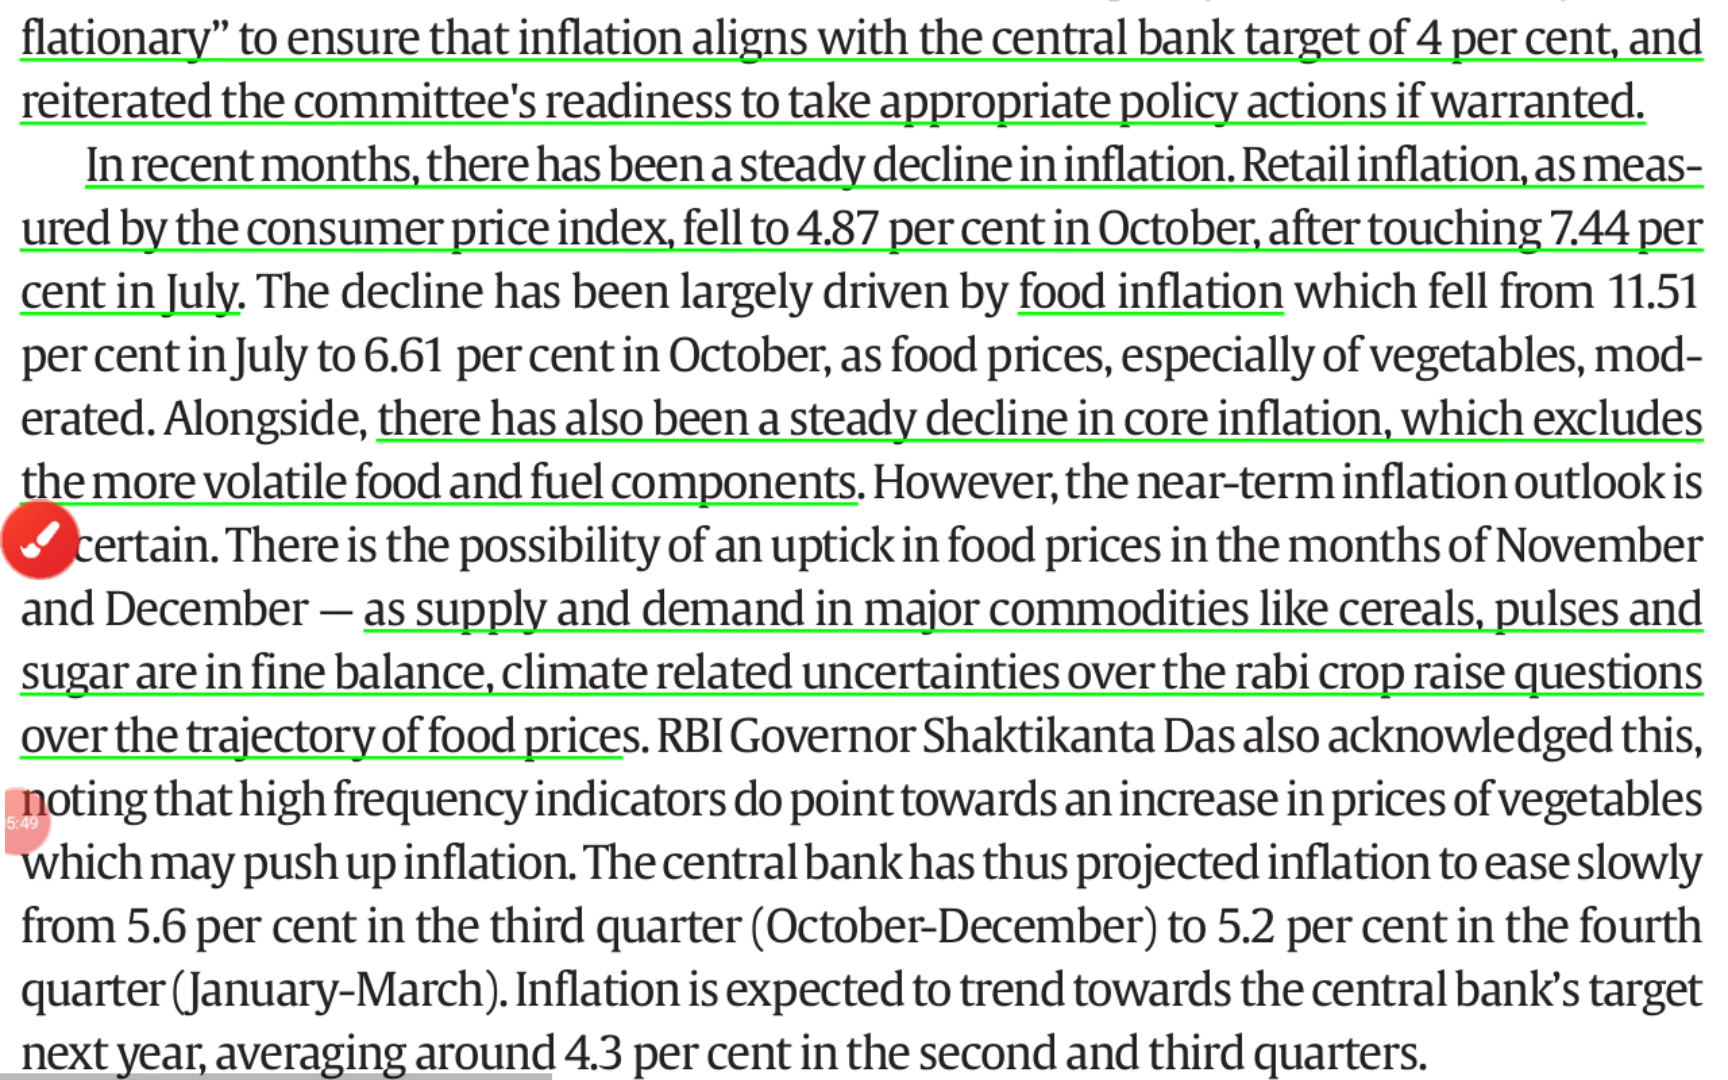 flationary” to ensure that inflation aligns with the central bank target of 4 per cent, and
reiterated the committee's readiness to take appropriate policy actions if warranted.
In recent months, there has been a steady decline in inflation. Retail inflation, as meas-
ured by the consumer price index, fell to 4.87 per cent in October, after touching 7.44 per
cent in July. The decline has been largely driven by food inflation which fell from 11.51
per cent in July to 6.61 per cent in October, as food prices, especially of vegetables, mod-
erated. Alongside, there has also been a steady decline in core inflation, which excludes
the more volatile food and fuel components. However, the near-term inflation outlook is
certain. There is the possibility of an uptick in food prices in the months of November
and December — as supply and demand in major commodities like cereals, pulses and
sugar are in fine balance, climate related uncertainties over the rabi crop raise questions
over the trajectory of food prices. RBI Governor Shaktikanta Das also acknowledged this,
noting that high frequency indicators do point towards an increase in prices of vegetables
5:49
which may push up inflation. The central bank has thus projected inflation to ease slowly
from 5.6 per cent in the third quarter (October-December) to 5.2 per cent in the fourth
quarter (January-March). Inflation is expected to trend towards the central bank’s target
next year, averaging around 4.3 per cent in the second and third quarters.